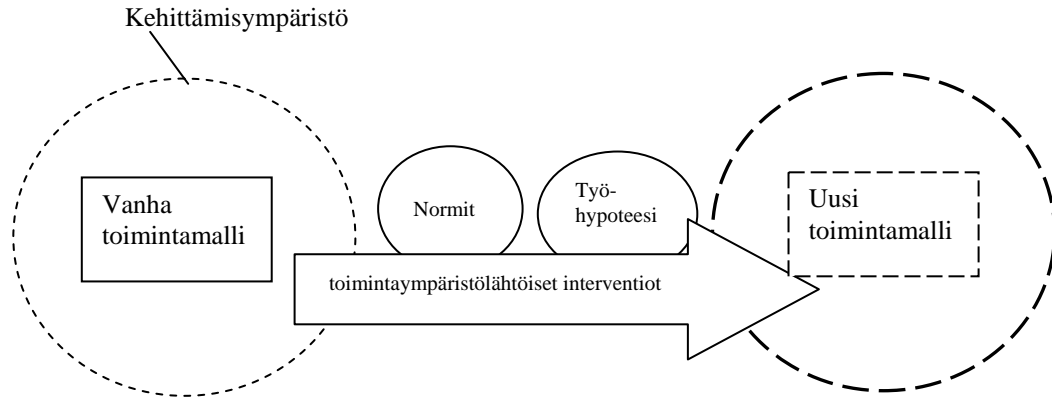 Kehittämisympäristö
Vanha
toimintamalli
Normit
Työ-
hypoteesi
Uusi
toimintamalli
toimintaympäristölähtöiset interventiot